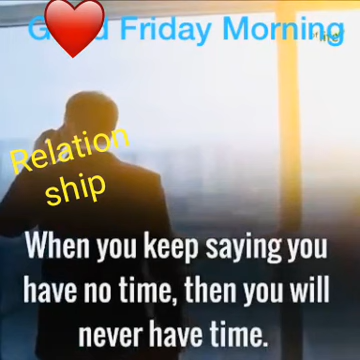 G d Friday Morning
Relation
ship
When you keep saying you
have no time, then you will
never have time.